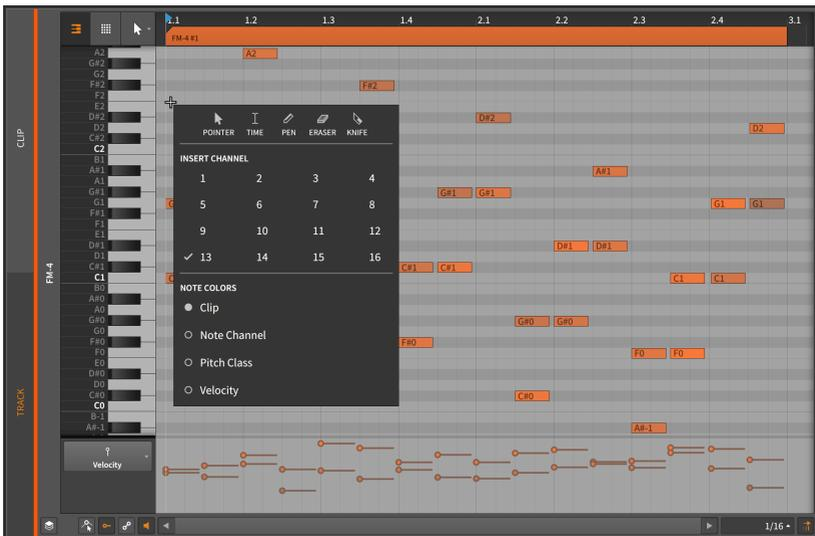 1.1 1.2 1.3 1.4 2.1 2.2 2.3 2.4 3.1
FM-4 #1
CLIP
TRACK
FM-4
A2
G#2
G2
F#2
F2
E2
D#2
D2
C#2
C2
B1
A#1
A1
G#1
G1
F#1
F1
E1
D#1
D1
C#1
C1
B0
A#0
A0
G#0
G0
F#0
F0
E0
D#0
D0
C#0
C0
B-1
A#-1
A2
F#2
D#2
D2
POINTER TIME PEN ERASER KNIFE
INSERT CHANNEL
1 2 3 4
5 6 7 8
9 10 11 12
13 14 15 16
NOTE COLORS
Clip
Note Channel
Pitch Class
Velocity
A#1
G#1 G#1
G1 G1
D#1 D#1
C#1 C#1
C1 C1
G#0 G#0
F#0
F0 F0
C#0
A#-1
Velocity
1/16